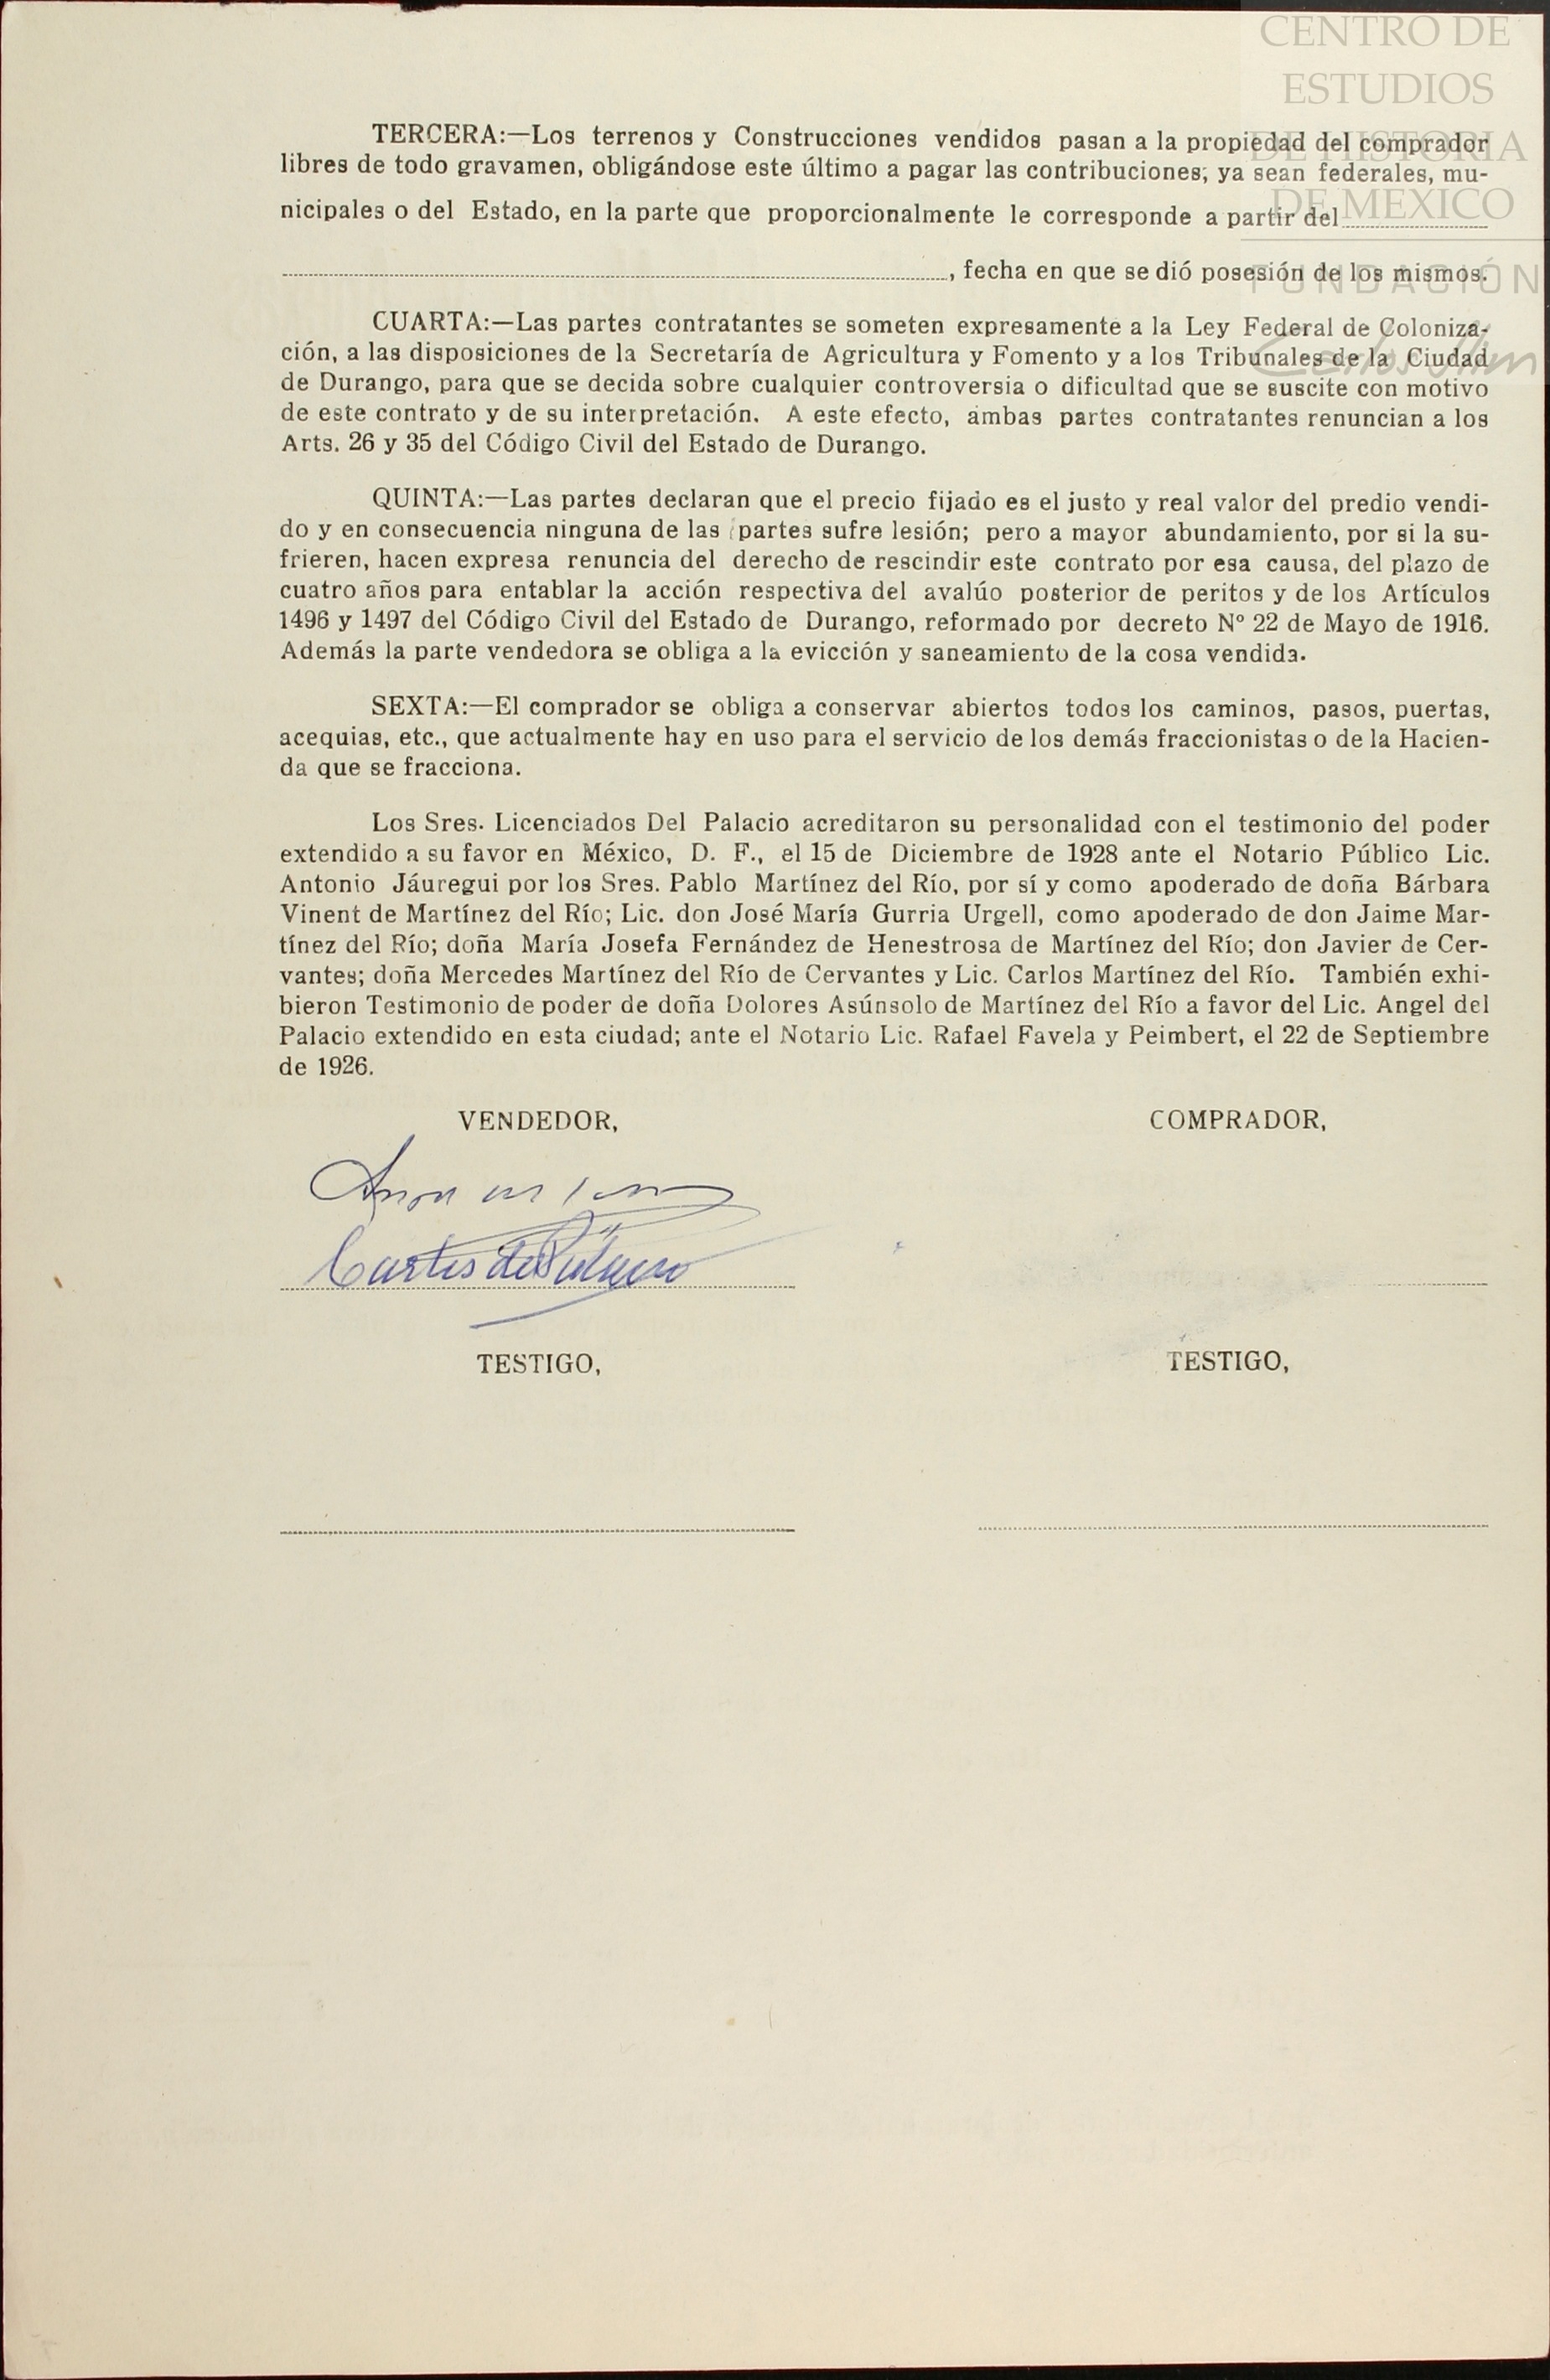 CENTRO DE
ESTUDIOS
DE HISTORIA
DE MEXICO
FUNDACIÓN
Carlos Slim
TERCERA:—Los terrenos y Construcciones vendidos pasan a la propiedad del comprador
libres de todo gravamen, obligándose este último a pagar las contribuciones; ya sean federales, mu-
nicipales o del Estado, en la parte que proporcionalmente le corresponde a partir del
, fecha en que se dió posesión de los mismos.
CUARTA:—Las partes contratantes se someten expresamente a la Ley Federal de Coloniza-
ción, a las disposiciones de la Secretaría de Agricultura y Fomento y a los Tribunales de la Ciudad
de Durango, para que se decida sobre cualquier controversia o dificultad que se suscite con motivo
de este contrato y de su interpretación. A este efecto, ambas partes contratantes renuncian a los
Arts. 26 y 35 del Código Civil del Estado de Durango.
QUINTA:—Las partes declaran que el precio fijado es el justo y real valor del predio vendi-
do y en consecuencia ninguna de las partes sufre lesión; pero a mayor abundamiento, por si la su-
frieren, hacen expresa renuncia del derecho de rescindir este contrato por esa causa, del plazo de
cuatro años para entablar la acción respectiva del avalúo posterior de peritos y de los Artículos
1496 y 1497 del Código Civil del Estado de Durango, reformado por decreto Nº 22 de Mayo de 1916.
Además la parte vendedora se obliga a la evicción y saneamiento de la cosa vendida.
SEXTA:—El comprador se obliga a conservar abiertos todos los caminos, pasos, puertas,
acequias, etc., que actualmente hay en uso para el servicio de los demás fraccionistas o de la Hacien-
da que se fracciona.
Los Sres. Licenciados Del Palacio acreditaron su personalidad con el testimonio del poder
extendido a su favor en México, D. F., el 15 de Diciembre de 1928 ante el Notario Público Lic.
Antonio Jáuregui por los Sres. Pablo Martínez del Río, por sí y como apoderado de doña Bárbara
Vinent de Martínez del Río; Lic. don José María Gurria Urgell, como apoderado de don Jaime Mar-
tínez del Río; doña María Josefa Fernández de Henestrosa de Martínez del Río; don Javier de Cer-
vantes; doña Mercedes Martínez del Río de Cervantes y Lic. Carlos Martínez del Río. También exhi-
bieron Testimonio de poder de doña Dolores Asúnsolo de Martínez del Río a favor del Lic. Angel del
Palacio extendido en esta ciudad; ante el Notario Lic. Rafael Favela y Peimbert, el 22 de Septiembre
de 1926.
VENDEDOR,
COMPRADOR,
TESTIGO,
TESTIGO,